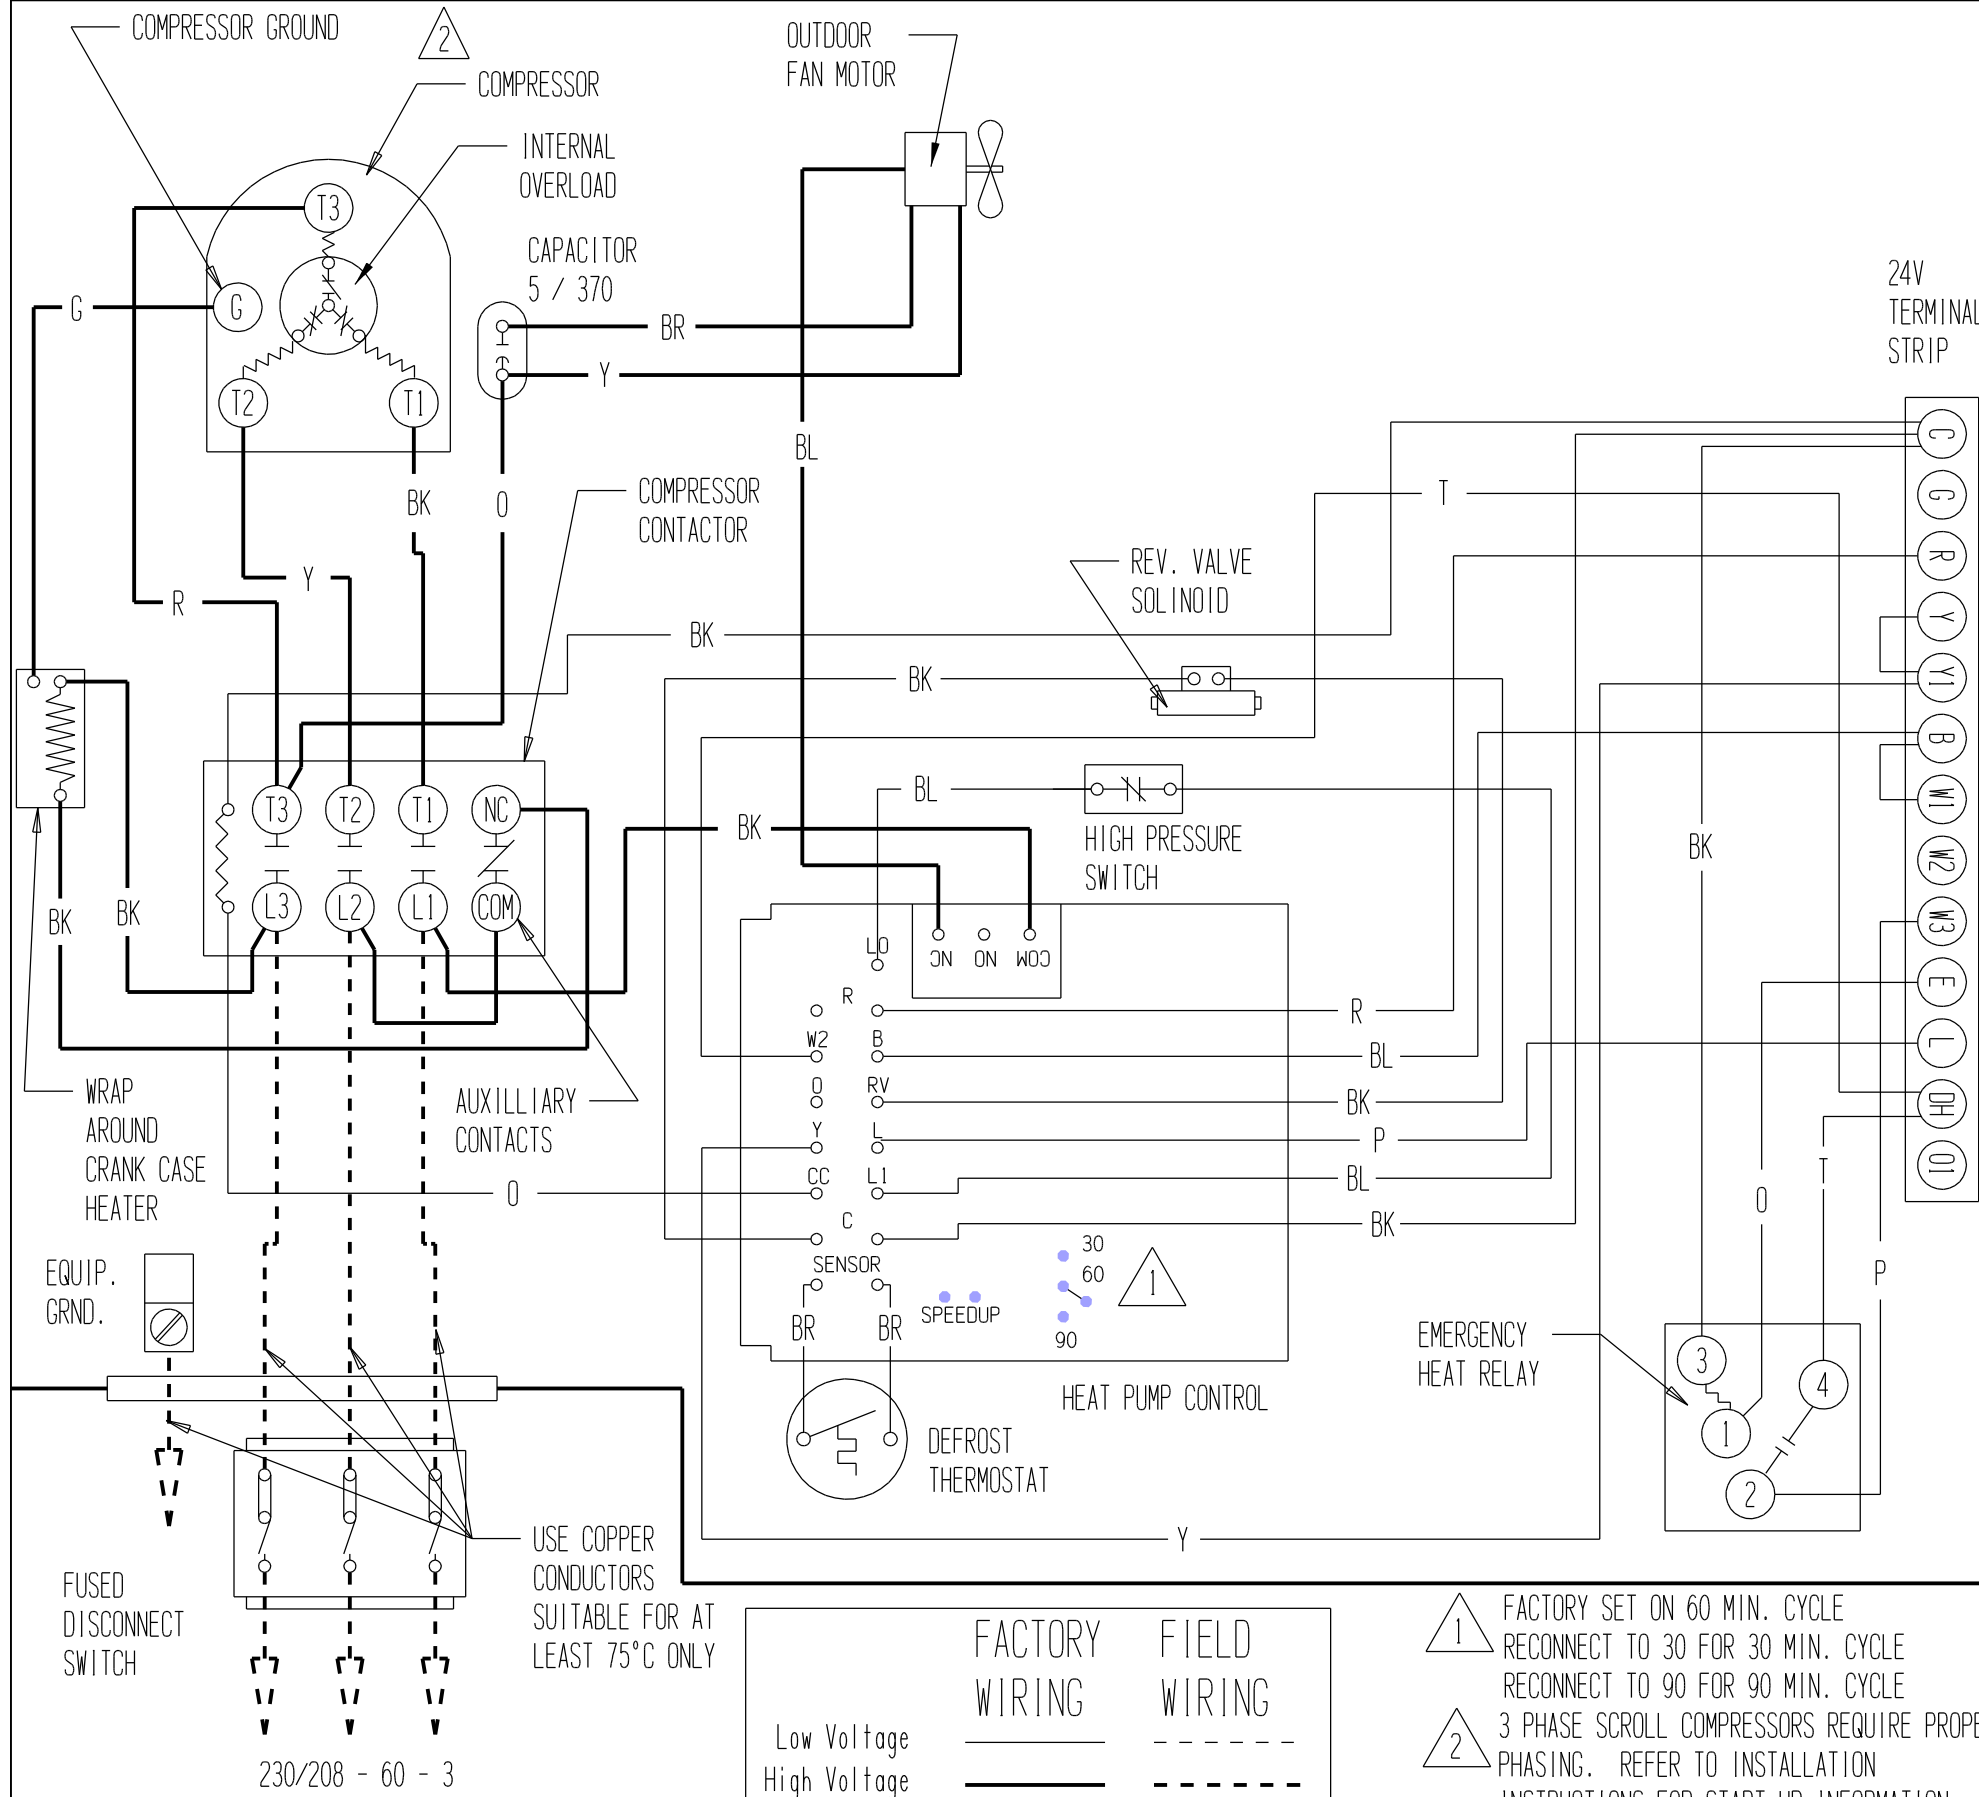 COMPRESSOR GROUND
2
COMPRESSOR
INTERNAL
OVERLOAD
OUTDOOR
FAN MOTOR
T3
G
G
T2
T1
CAPACITOR
5 / 370
BR
Y
BL
24V
TERMINAL
STRIP
C
G
R
Y
Y1
B
W1
W2
W3
E
L
DH
O1
BK
O
COMPRESSOR
CONTACTOR
T
REV. VALVE
SOLINOID
Y
R
BK
BK
BL
BK
HIGH PRESSURE
SWITCH
BK
T3
T2
T1
NC
L3
L2
L1
COM
BK
BK
WRAP
AROUND
CRANK CASE
HEATER
AUXILLIARY
CONTACTS
O
LO
NC
NO
COM
R
W2
B
O
RV
Y
L
CC
L1
C
SENSOR
BR
BR
SPEEDUP
30
60
90
1
R
BL
BK
P
BL
BK
O
T
P
EQUIP.
GRND.
HEAT PUMP CONTROL
DEFROST
THERMOSTAT
EMERGENCY
HEAT RELAY
3
4
1
2
Y
FUSED
DISCONNECT
SWITCH
USE COPPER
CONDUCTORS
SUITABLE FOR AT
LEAST 75°C ONLY
230/208 - 60 - 3
FACTORY
WIRING
FIELD
WIRING
Low Voltage
High Voltage
1
FACTORY SET ON 60 MIN. CYCLE
RECONNECT TO 30 FOR 30 MIN. CYCLE
RECONNECT TO 90 FOR 90 MIN. CYCLE
2
3 PHASE SCROLL COMPRESSORS REQUIRE PROPE
PHASING. REFER TO INSTALLATION
INSTRUCTIONS FOR START UP INFORMATION